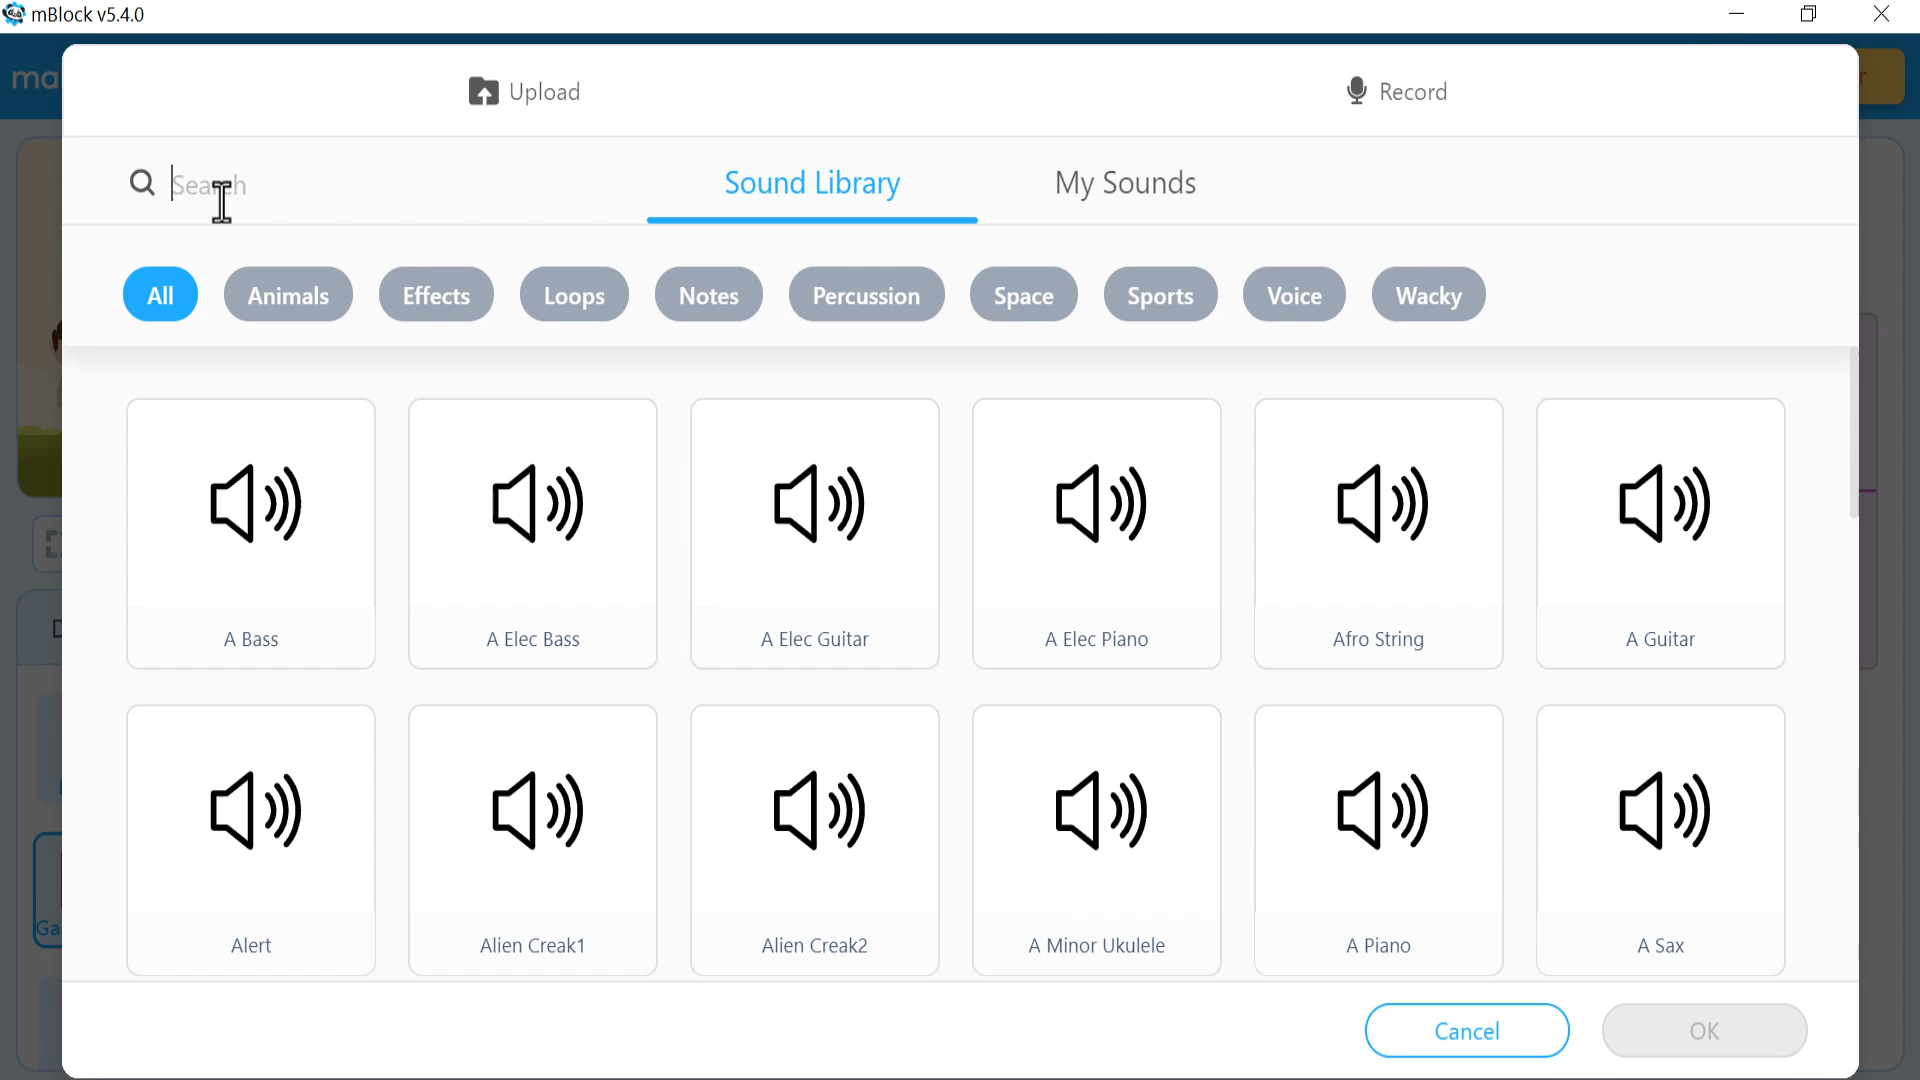 mBlock v5.4.0
ma
r
Upload
Record
Search
Sound Library
My Sounds
All
Animals
Effects
Loops
Notes
Percussion
Space
Sports
Voice
Wacky
A Bass
A Elec Bass
A Elec Guitar
A Elec Piano
Afro String
A Guitar
D
Alert
Alien Creak1
Alien Creak2
A Minor Ukulele
A Piano
A Sax
Ga
Cancel
OK